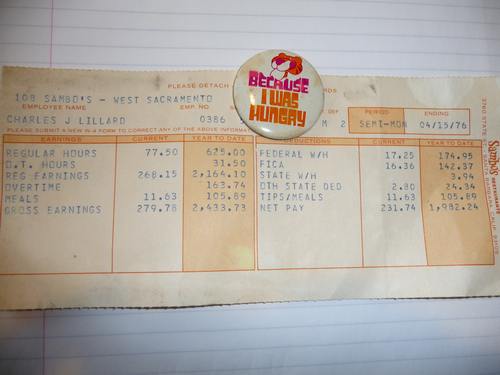 PLEASE DETACH
108 SAMBO'S - WEST SACRAMENTO
EMPLOYEE NAME EMP. NO.
CHARLES J LILLARD 0386 M 2
PERIOD ENDING
SEMI-MON 04/15/76
PLEASE SUBMIT A NEW W-4 FORM TO CORRECT ANY OF THE ABOVE INFORMATION
BECAUSE
I WAS
HUNGRY
EARNINGS CURRENT YEAR TO DATE DEDUCTIONS CURRENT YEAR TO DATE
REGULAR HOURS 77.50 625.00 FEDERAL W/H 17.25 174.95
O.T. HOURS 31.50 FICA 16.36 142.37
REG EARNINGS 268.15 2,164.10 STATE W/H 3.94
OVERTIME 163.74 OTH STATE DED 2.80 24.34
MEALS 11.63 105.89 TIPS/MEALS 11.63 105.89
GROSS EARNINGS 279.78 2,433.73 NET PAY 231.74 1,982.24
Sambo's